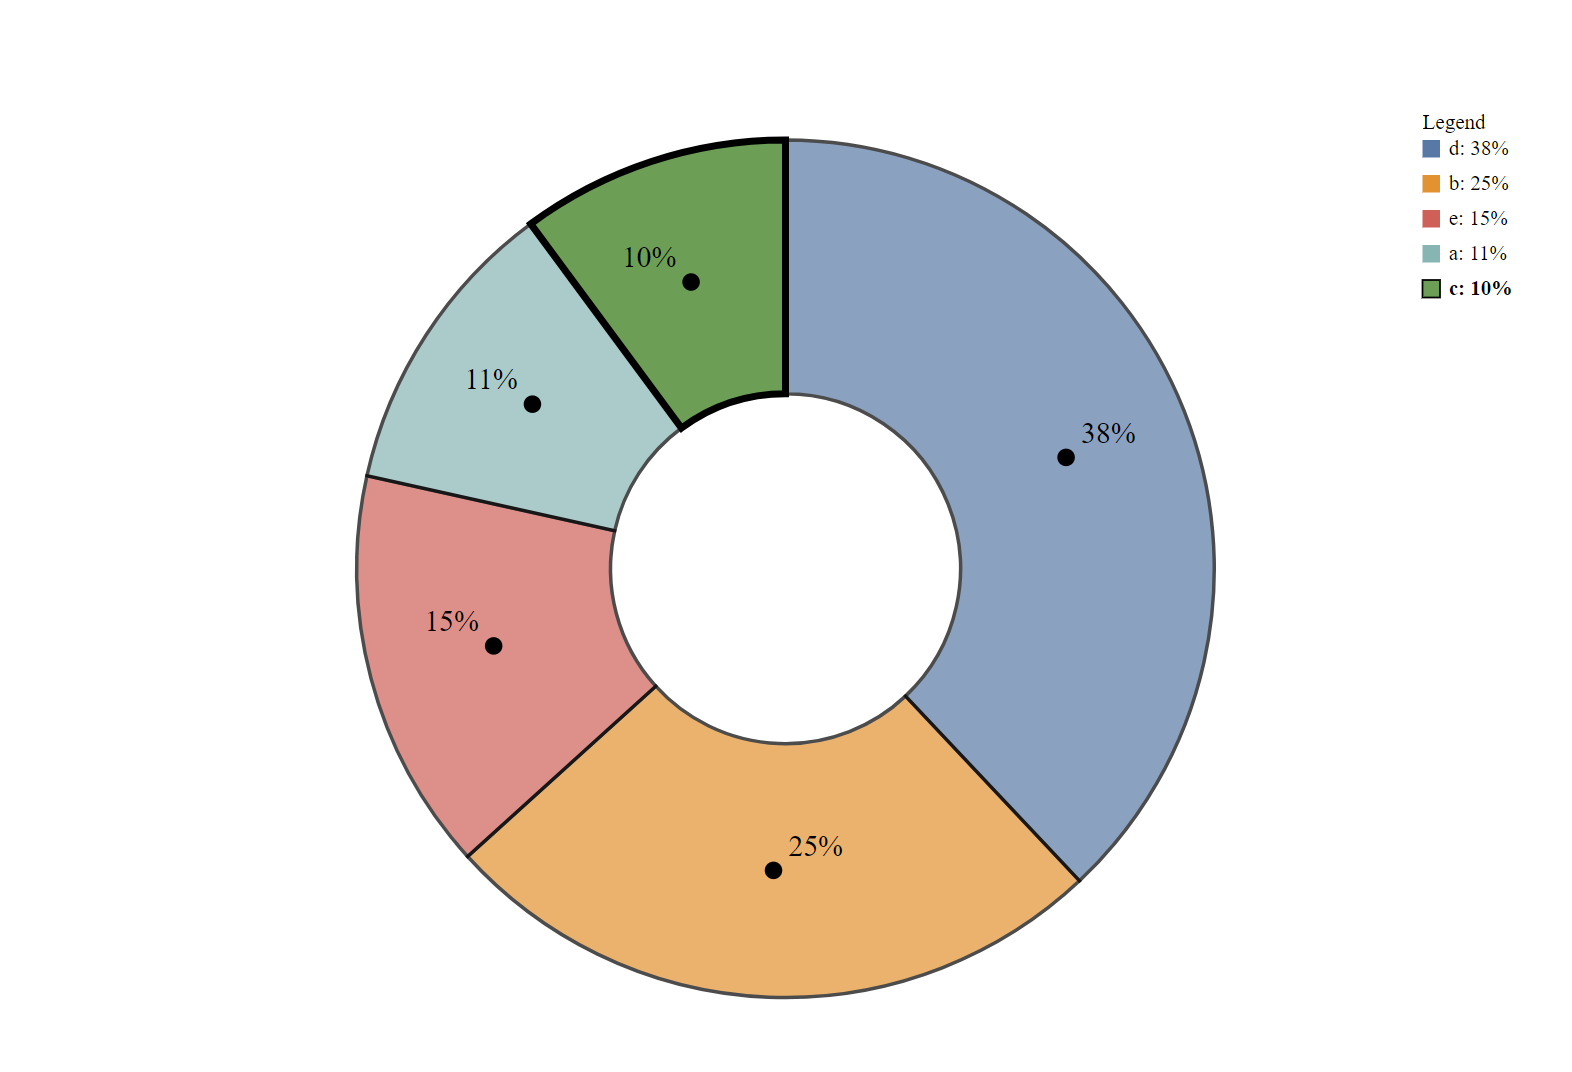 Legend
d: 38%
b: 25%
e: 15%
a: 11%
c: 10%
10%
11%
38%
15%
25%